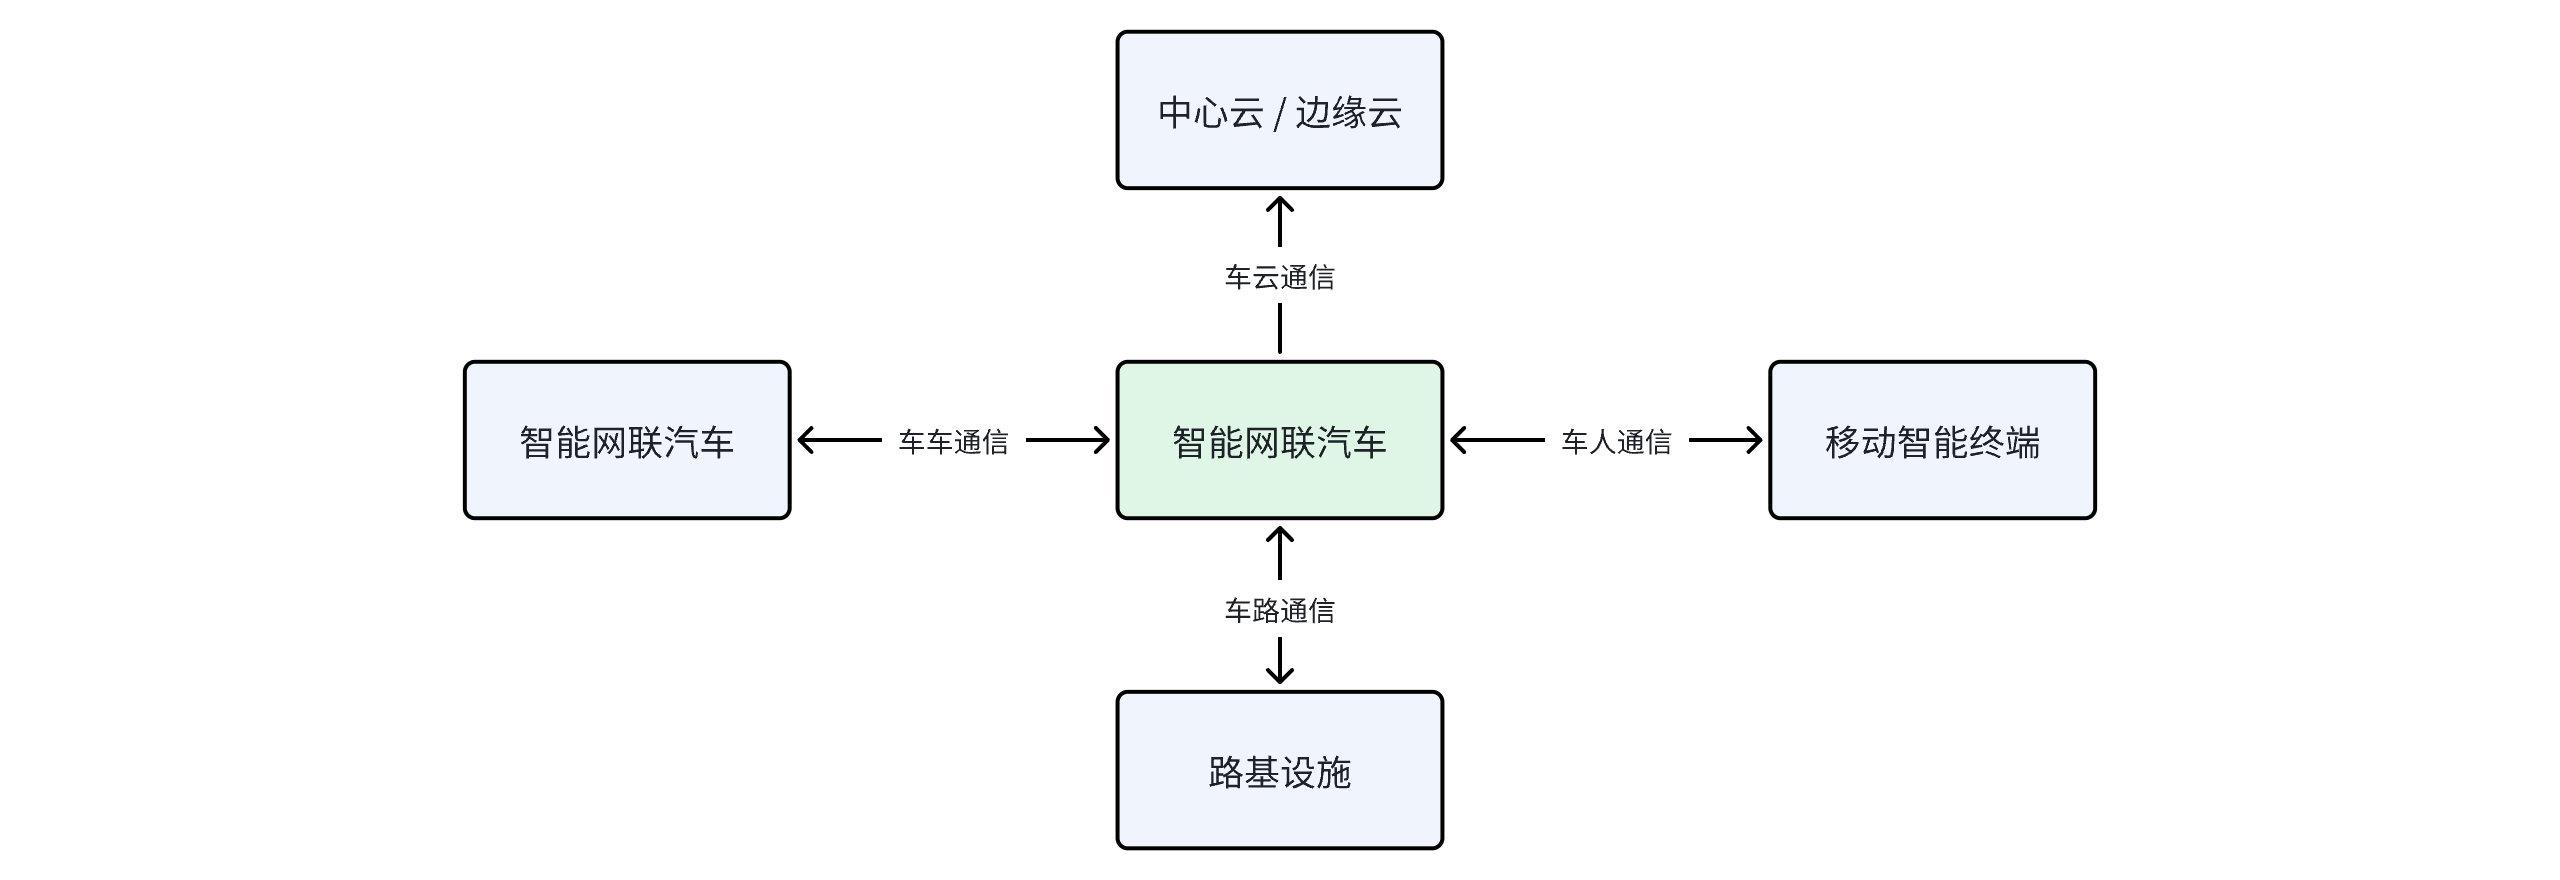 中心云 / 边缘云
车云通信
智能网联汽车
车车通信
智能网联汽车
车人通信
移动智能终端
车路通信
路基设施